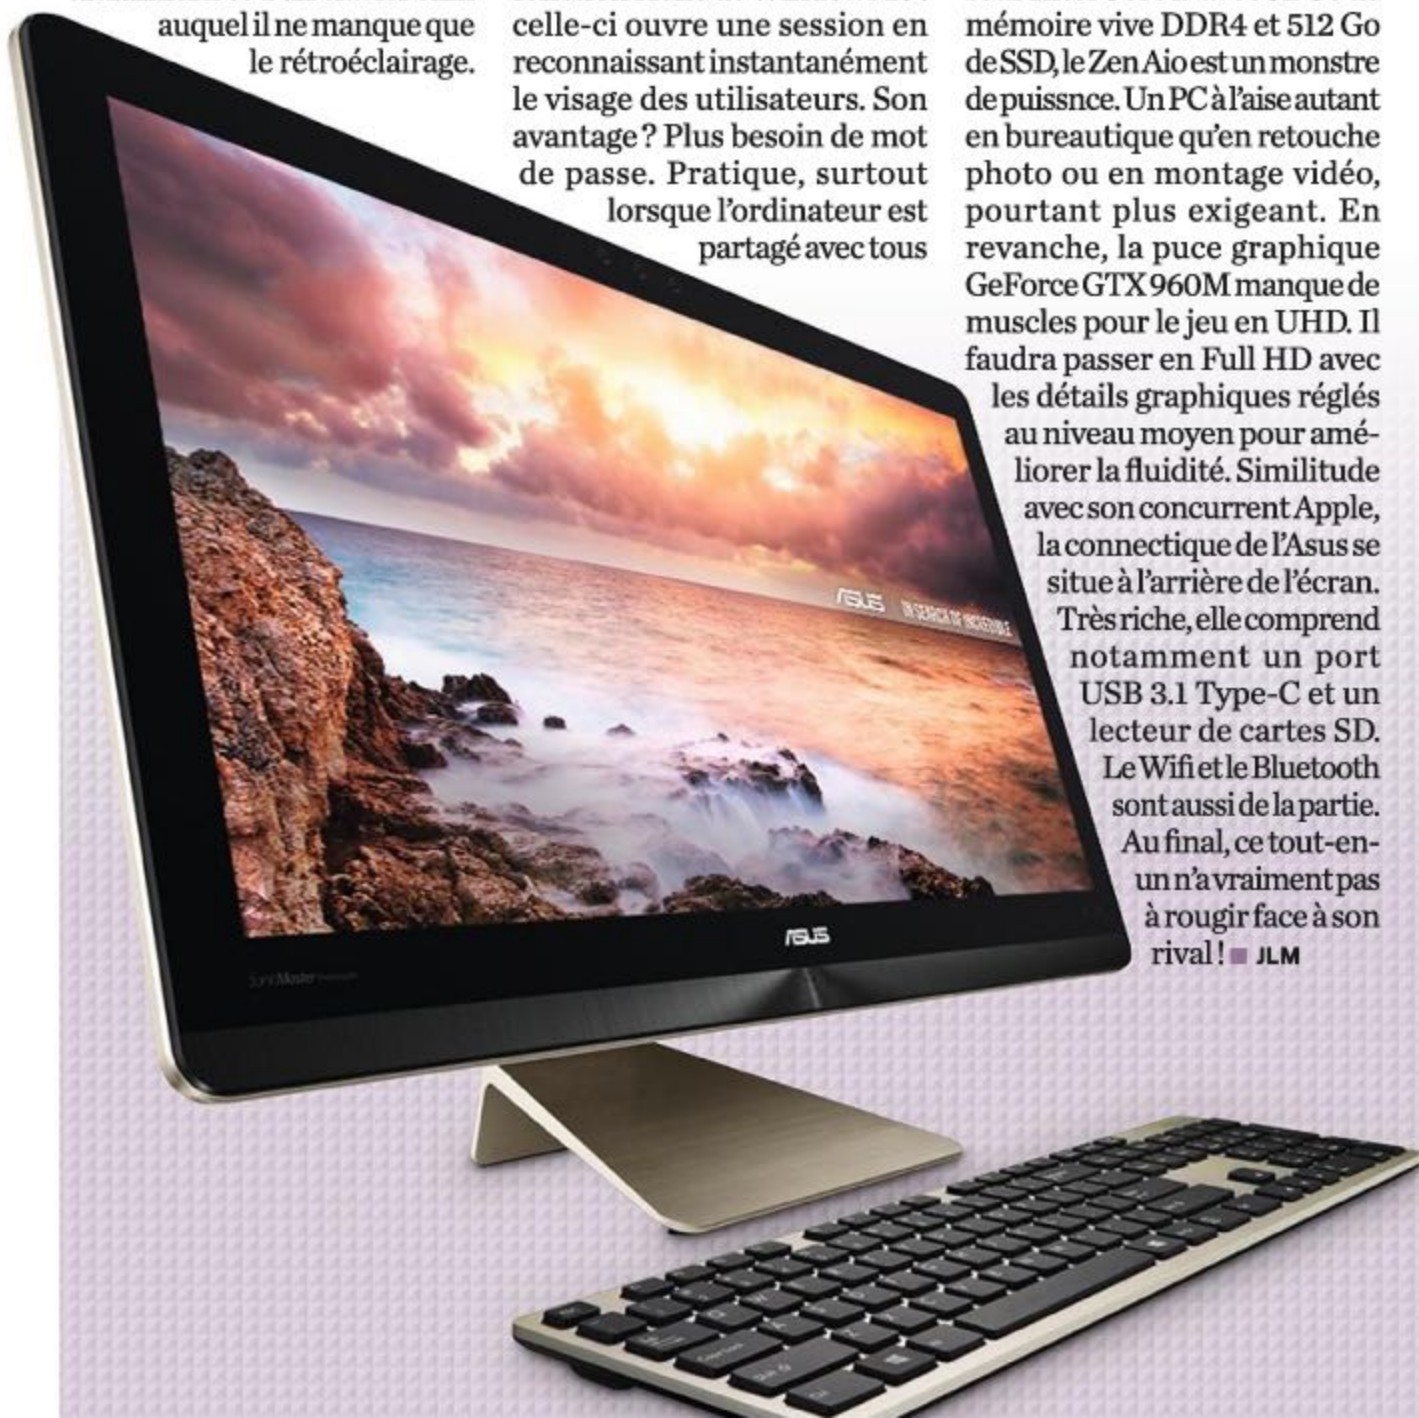 auquel il ne manque que
le rétroéclairage.
celle-ci ouvre une session en
reconnaissant instantanément
le visage des utilisateurs. Son
avantage ? Plus besoin de mot
de passe. Pratique, surtout
lorsque l’ordinateur est
partagé avec tous
mémoire vive DDR4 et 512 Go
de SSD, le Zen Aio est un monstre
de puissnce. Un PC à l’aise autant
en bureautique qu’en retouche
photo ou en montage vidéo,
pourtant plus exigeant. En
revanche, la puce graphique
GeForce GTX 960M manque de
muscles pour le jeu en UHD. Il
faudra passer en Full HD avec
les détails graphiques réglés
au niveau moyen pour amé-
liorer la fluidité. Similitude
avec son concurrent Apple,
la connectique de l’Asus se
situe à l’arrière de l’écran.
Très riche, elle comprend
notamment un port
USB 3.1 Type-C et un
lecteur de cartes SD.
Le Wifi et le Bluetooth
sont aussi de la partie.
Au final, ce tout-en-
un n’a vraiment pas
à rougir face à son
rival ! ■ JLM
ASUS IN SEARCH OF INCREDIBLE
ASUS
SonicMaster